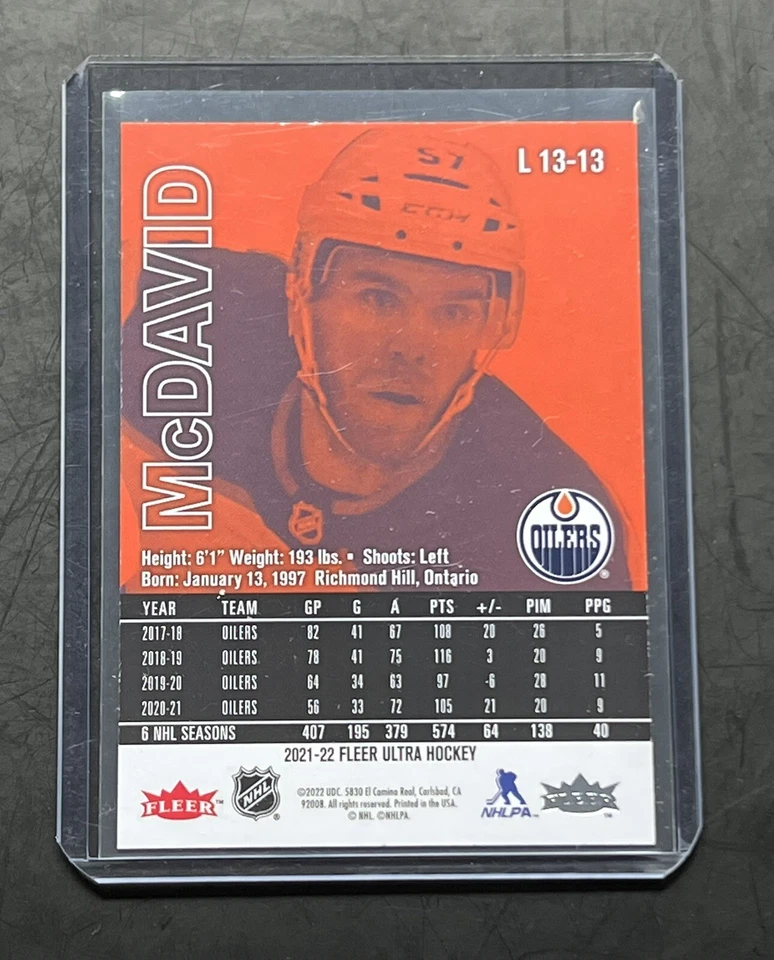 L 13-13
McDAVID
57
CCM
OILERS
Height: 6'1" Weight: 193 lbs. ▪ Shoots: Left
Born: January 13, 1997 Richmond Hill, Ontario
YEAR TEAM GP G A PTS +/- PIM PPG
2017-18 OILERS 82 41 67 108 20 26 5
2018-19 OILERS 78 41 75 116 3 20 9
2019-20 OILERS 64 34 63 97 -6 28 11
2020-21 OILERS 56 33 72 105 21 20 9
6 NHL SEASONS 407 195 379 574 64 138 40
2021-22 FLEER ULTRA HOCKEY
FLEER™
NHL®
©2022 UDC. 5830 El Camino Real, Carlsbad, CA
92008. All rights reserved. Printed in the USA.
© NHL. ©NHLPA.
NHLPA™
FLEER™